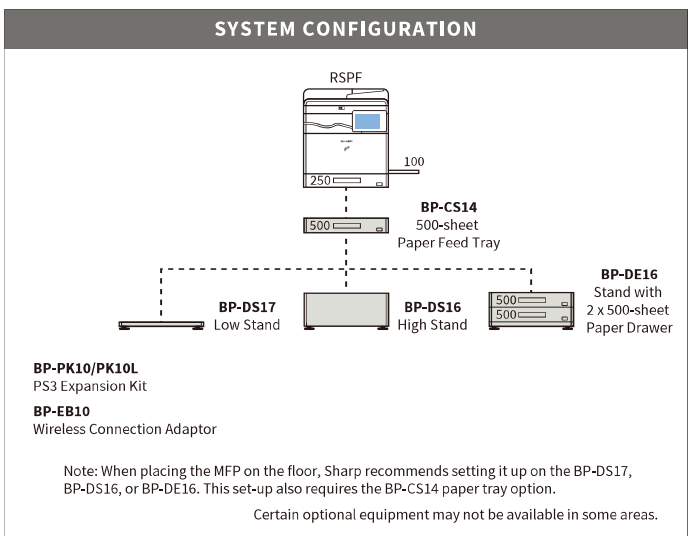 SYSTEM CONFIGURATION
RSPF
100
250
500
BP-CS14
500-sheet
Paper Feed Tray
BP-DS17
Low Stand
BP-DS16
High Stand
500
500
BP-DE16
Stand with
2 x 500-sheet
Paper Drawer
BP-PK10/PK10L
PS3 Expansion Kit
BP-EB10
Wireless Connection Adaptor
Note: When placing the MFP on the floor, Sharp recommends setting it up on the BP-DS17,
BP-DS16, or BP-DE16. This set-up also requires the BP-CS14 paper tray option.
Certain optional equipment may not be available in some areas.